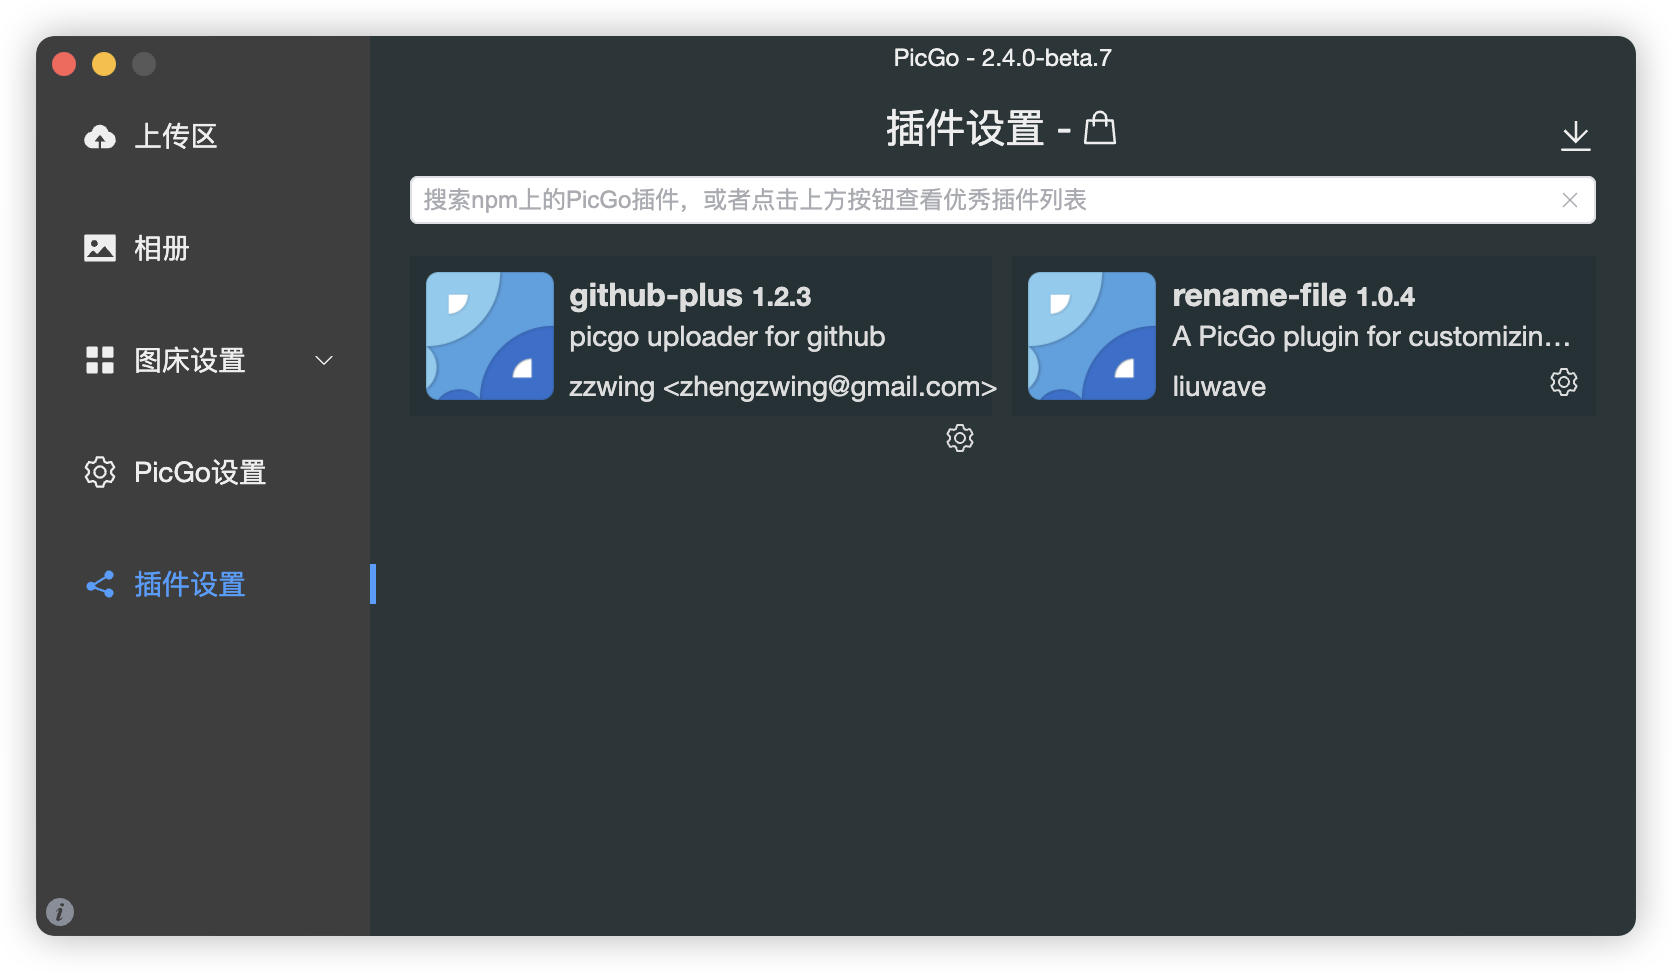 PicGo - 2.4.0-beta.7
上传区
相册
图床设置
PicGo设置
插件设置
插件设置 -
搜索npm上的PicGo插件，或者点击上方按钮查看优秀插件列表
github-plus 1.2.3
picgo uploader for github
zzwing <zhengzwing@gmail.com>
rename-file 1.0.4
A PicGo plugin for customizin...
liuwave
i